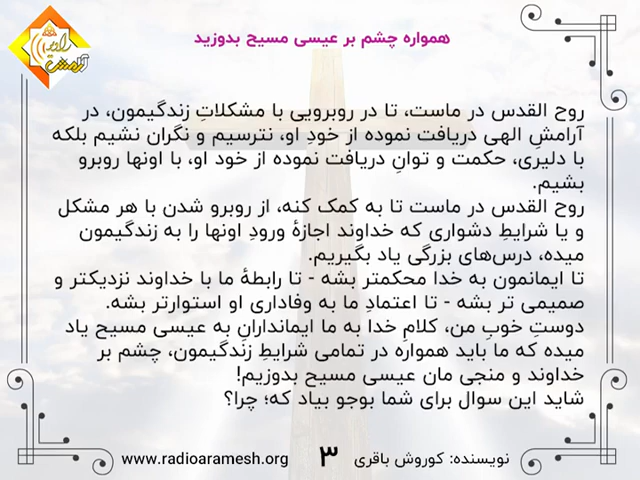 رادیو
آرامش
همواره چشم بر عیسی مسیح بدوزید
روح القدس در ماست، تا در روبرویی با مشکلاتِ زندگیمون، در
آرامشِ الهی دریافت نموده از خودِ او، نترسیم و نگران نشیم بلکه
با دلیری، حکمت و توانِ دریافت نموده از خود او، با اونها روبرو
بشیم.
روح القدس در ماست تا به کمک کنه، از روبرو شدن با هر مشکل
و یا شرایطِ دشواری که خداوند اجازهٔ ورودِ اونها را به زندگیمون
میده، درس‌های بزرگی یاد بگیریم.
تا ایمانمون به خدا محکمتر بشه - تا رابطهٔ ما با خداوند نزدیکتر و
صمیمی تر بشه - تا اعتمادِ ما به وفاداری او استوارتر بشه.
دوستِ خوبِ من، کلامِ خدا به ما ایماندارانِ به عیسی مسیح یاد
میده که ما باید همواره در تمامی شرایطِ زندگیمون، چشم بر
خداوند و منجی مان عیسی مسیح بدوزیم!
شاید این سوال برای شما بوجو بیاد که؛ چرا؟
نویسنده: کوروش باقری ۳ www.radioaramesh.org